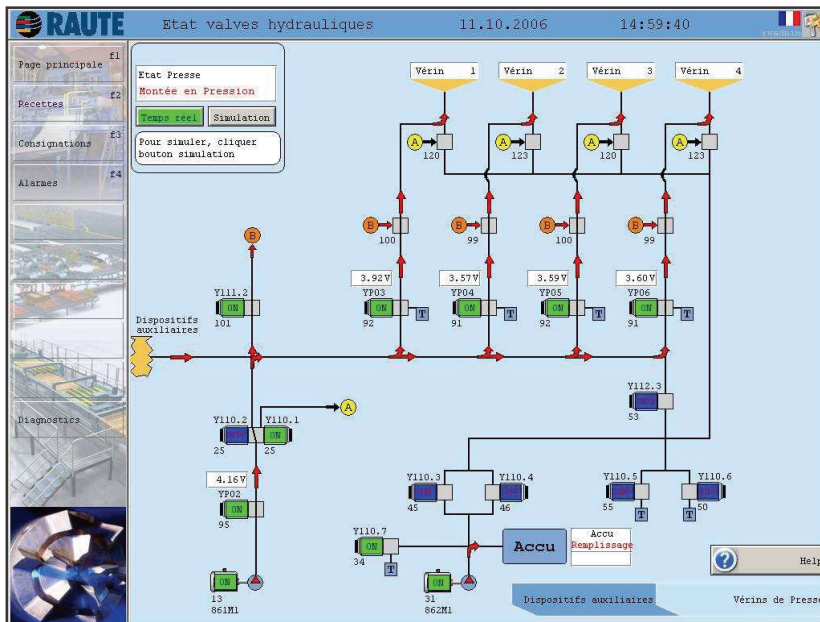 RAUTE
Etat valves hydrauliques 11.10.2006 14:59:40
Page principale f1
Recettes f2
Consignations f3
Alarmes f4
Diagnostics
Etat Presse
Montée en Pression
Temps réel Simulation
Pour simuler, cliquer
bouton simulation
Vérin 1 Vérin 2 Vérin 3 Vérin 4
A A A A
120 123 120 123
B B B B B
100 99 100 99
3.92V 3.57V 3.59V 3.60V
Y111.2 YP03 YP04 YP05 YP06
ON ON ON ON ON
T T T T
101 92 91 92 91
Dispositifs
auxiliaires
Y112.3
53
Y110.2 Y110.1
ON
A
25 25
4.16V
YP02
ON
95
Y110.3 Y110.4 Y110.5 Y110.6
45 46 55 50
T T
Y110.7
ON
34
T
Accu
Accu
Remplissage
Help
ON ON
13 31
861M1 862M1
Dispositifs auxiliaires Vérins de Presse